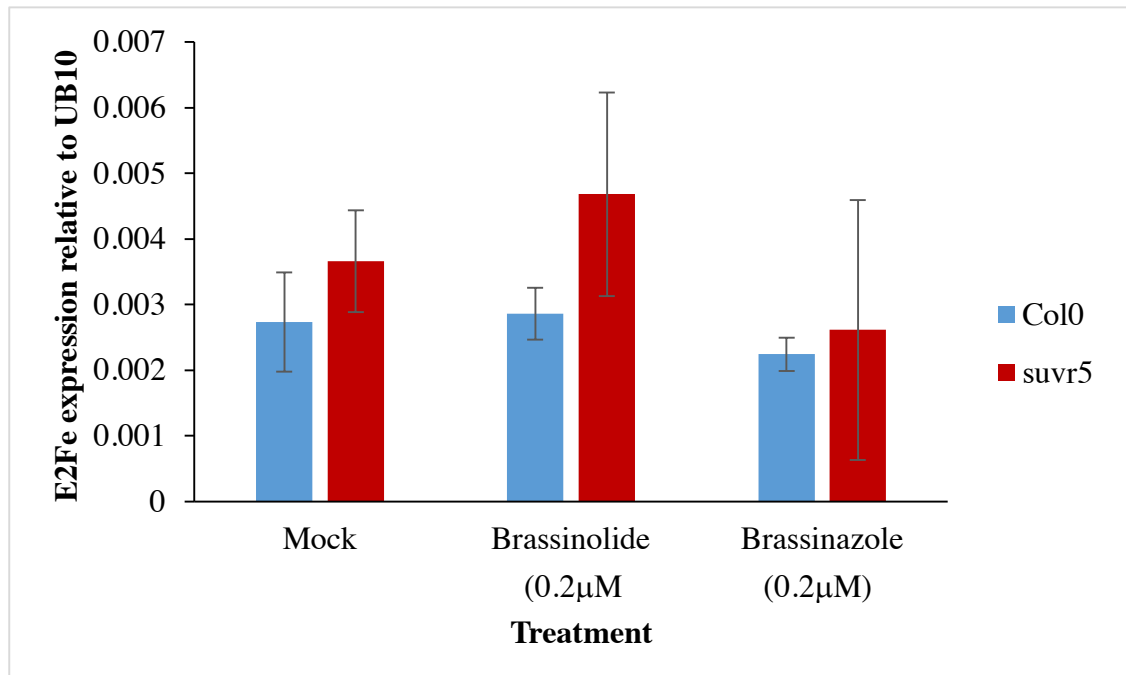 E2Fe expression relative to UB10
0.007
0.006
0.005
0.004
0.003
0.002
0.001
0
Mock
Brassinolide
(0.2μM
Brassinazole
(0.2μM)
Treatment
Col0
suvr5